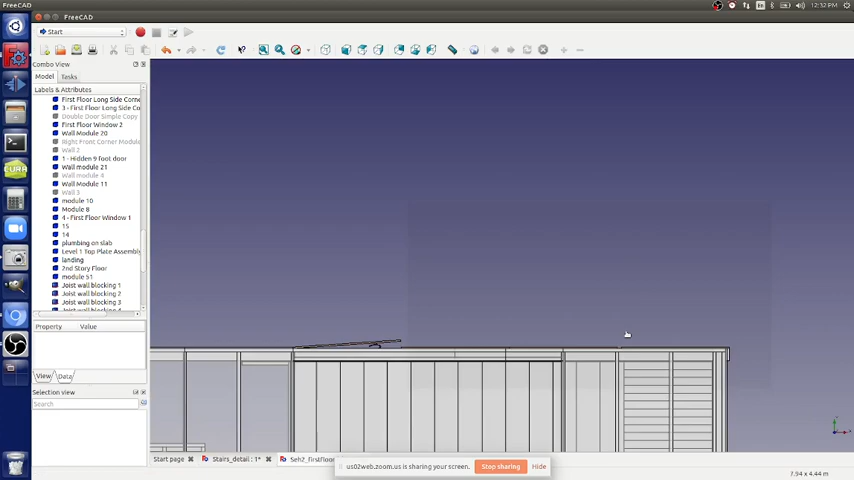 FreeCAD
En
12:32 PM
FreeCAD
Start
Combo View
Model
Tasks
Labels & Attributes
First Floor Long Side Corne
3 - First Floor Long Side Co
Double Door Simple Copy
First Floor Window 2
Wall Module 20
Right Front Corner Module
Wall 2
1 - Hidden 9 foot door
Wall module 21
Wall module 4
Wall Module 11
Wall 3
module 10
Module 8
4 - First Floor Window 1
15
14
plumbing on slab
Level 1 Top Plate Assembly
landing
2nd Story Floor
module 51
Joist wall blocking 1
Joist wall blocking 2
Joist wall blocking 3
Property
Value
View
Data
Selection view
Search
Start page
Stairs_detail : 1*
Seh2_firstfloor
us02web.zoom.us is sharing your screen.
Stop sharing
Hide
CURA
7.94 x 4.44 m